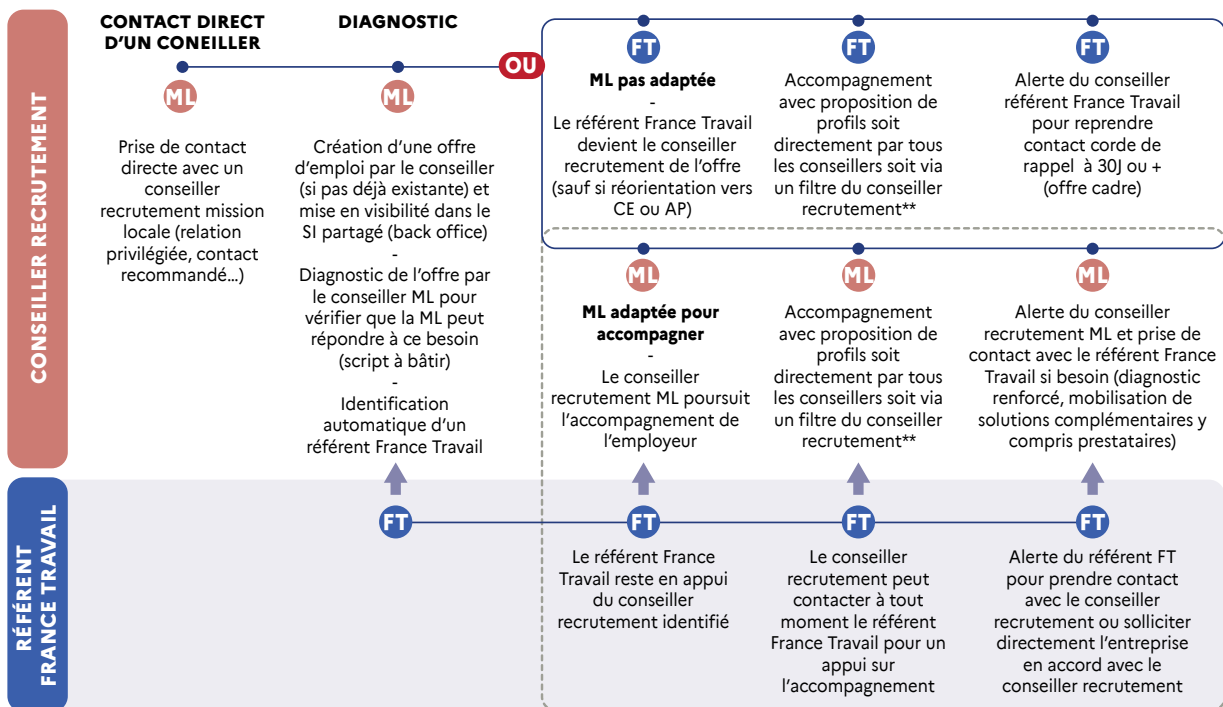 CONSEILLER RECRUTEMENT
CONTACT DIRECT
D'UN CONEILLER
ML
Prise de contact
directe avec un
conseiller
recrutement mission
locale (relation
privilégiée, contact
recommandé…)
DIAGNOSTIC
ML
Création d'une offre
d'emploi par le conseiller
(si pas déjà existante) et
mise en visibilité dans le
SI partagé (back office)
-
Diagnostic de l'offre par
le conseiller ML pour
vérifier que la ML peut
répondre à ce besoin
(script à bâtir)
-
Identification
automatique d'un
référent France Travail
OU
FT
ML pas adaptée
-
Le référent France Travail
devient le conseiller
recrutement de l'offre
(sauf si réorientation vers
CE ou AP)
FT
Accompagnement
avec proposition de
profils soit
directement par tous
les conseillers soit via
un filtre du conseiller
recrutement**
FT
Alerte du conseiller
référent France Travail
pour reprendre
contact corde de
rappel à 30J ou +
(offre cadre)
ML
ML adaptée pour
accompagner
-
Le conseiller
recrutement ML poursuit
l'accompagnement de
l'employeur
ML
Accompagnement
avec proposition de
profils soit
directement par tous
les conseillers soit via
un filtre du conseiller
recrutement**
ML
Alerte du conseiller
recrutement ML et prise de
contact avec le référent France
Travail si besoin (diagnostic
renforcé, mobilisation de
solutions complémentaires y
compris prestataires)
RÉFÉRENT
FRANCE TRAVAIL
FT
FT
Le référent France
Travail reste en appui
du conseiller
recrutement identifié
FT
Le conseiller
recrutement peut
contacter à tout
moment le référent
France Travail pour un
appui sur
l'accompagnement
FT
Alerte du référent FT
pour prendre contact
avec le conseiller
recrutement ou solliciter
directement l'entreprise
en accord avec le
conseiller recrutement